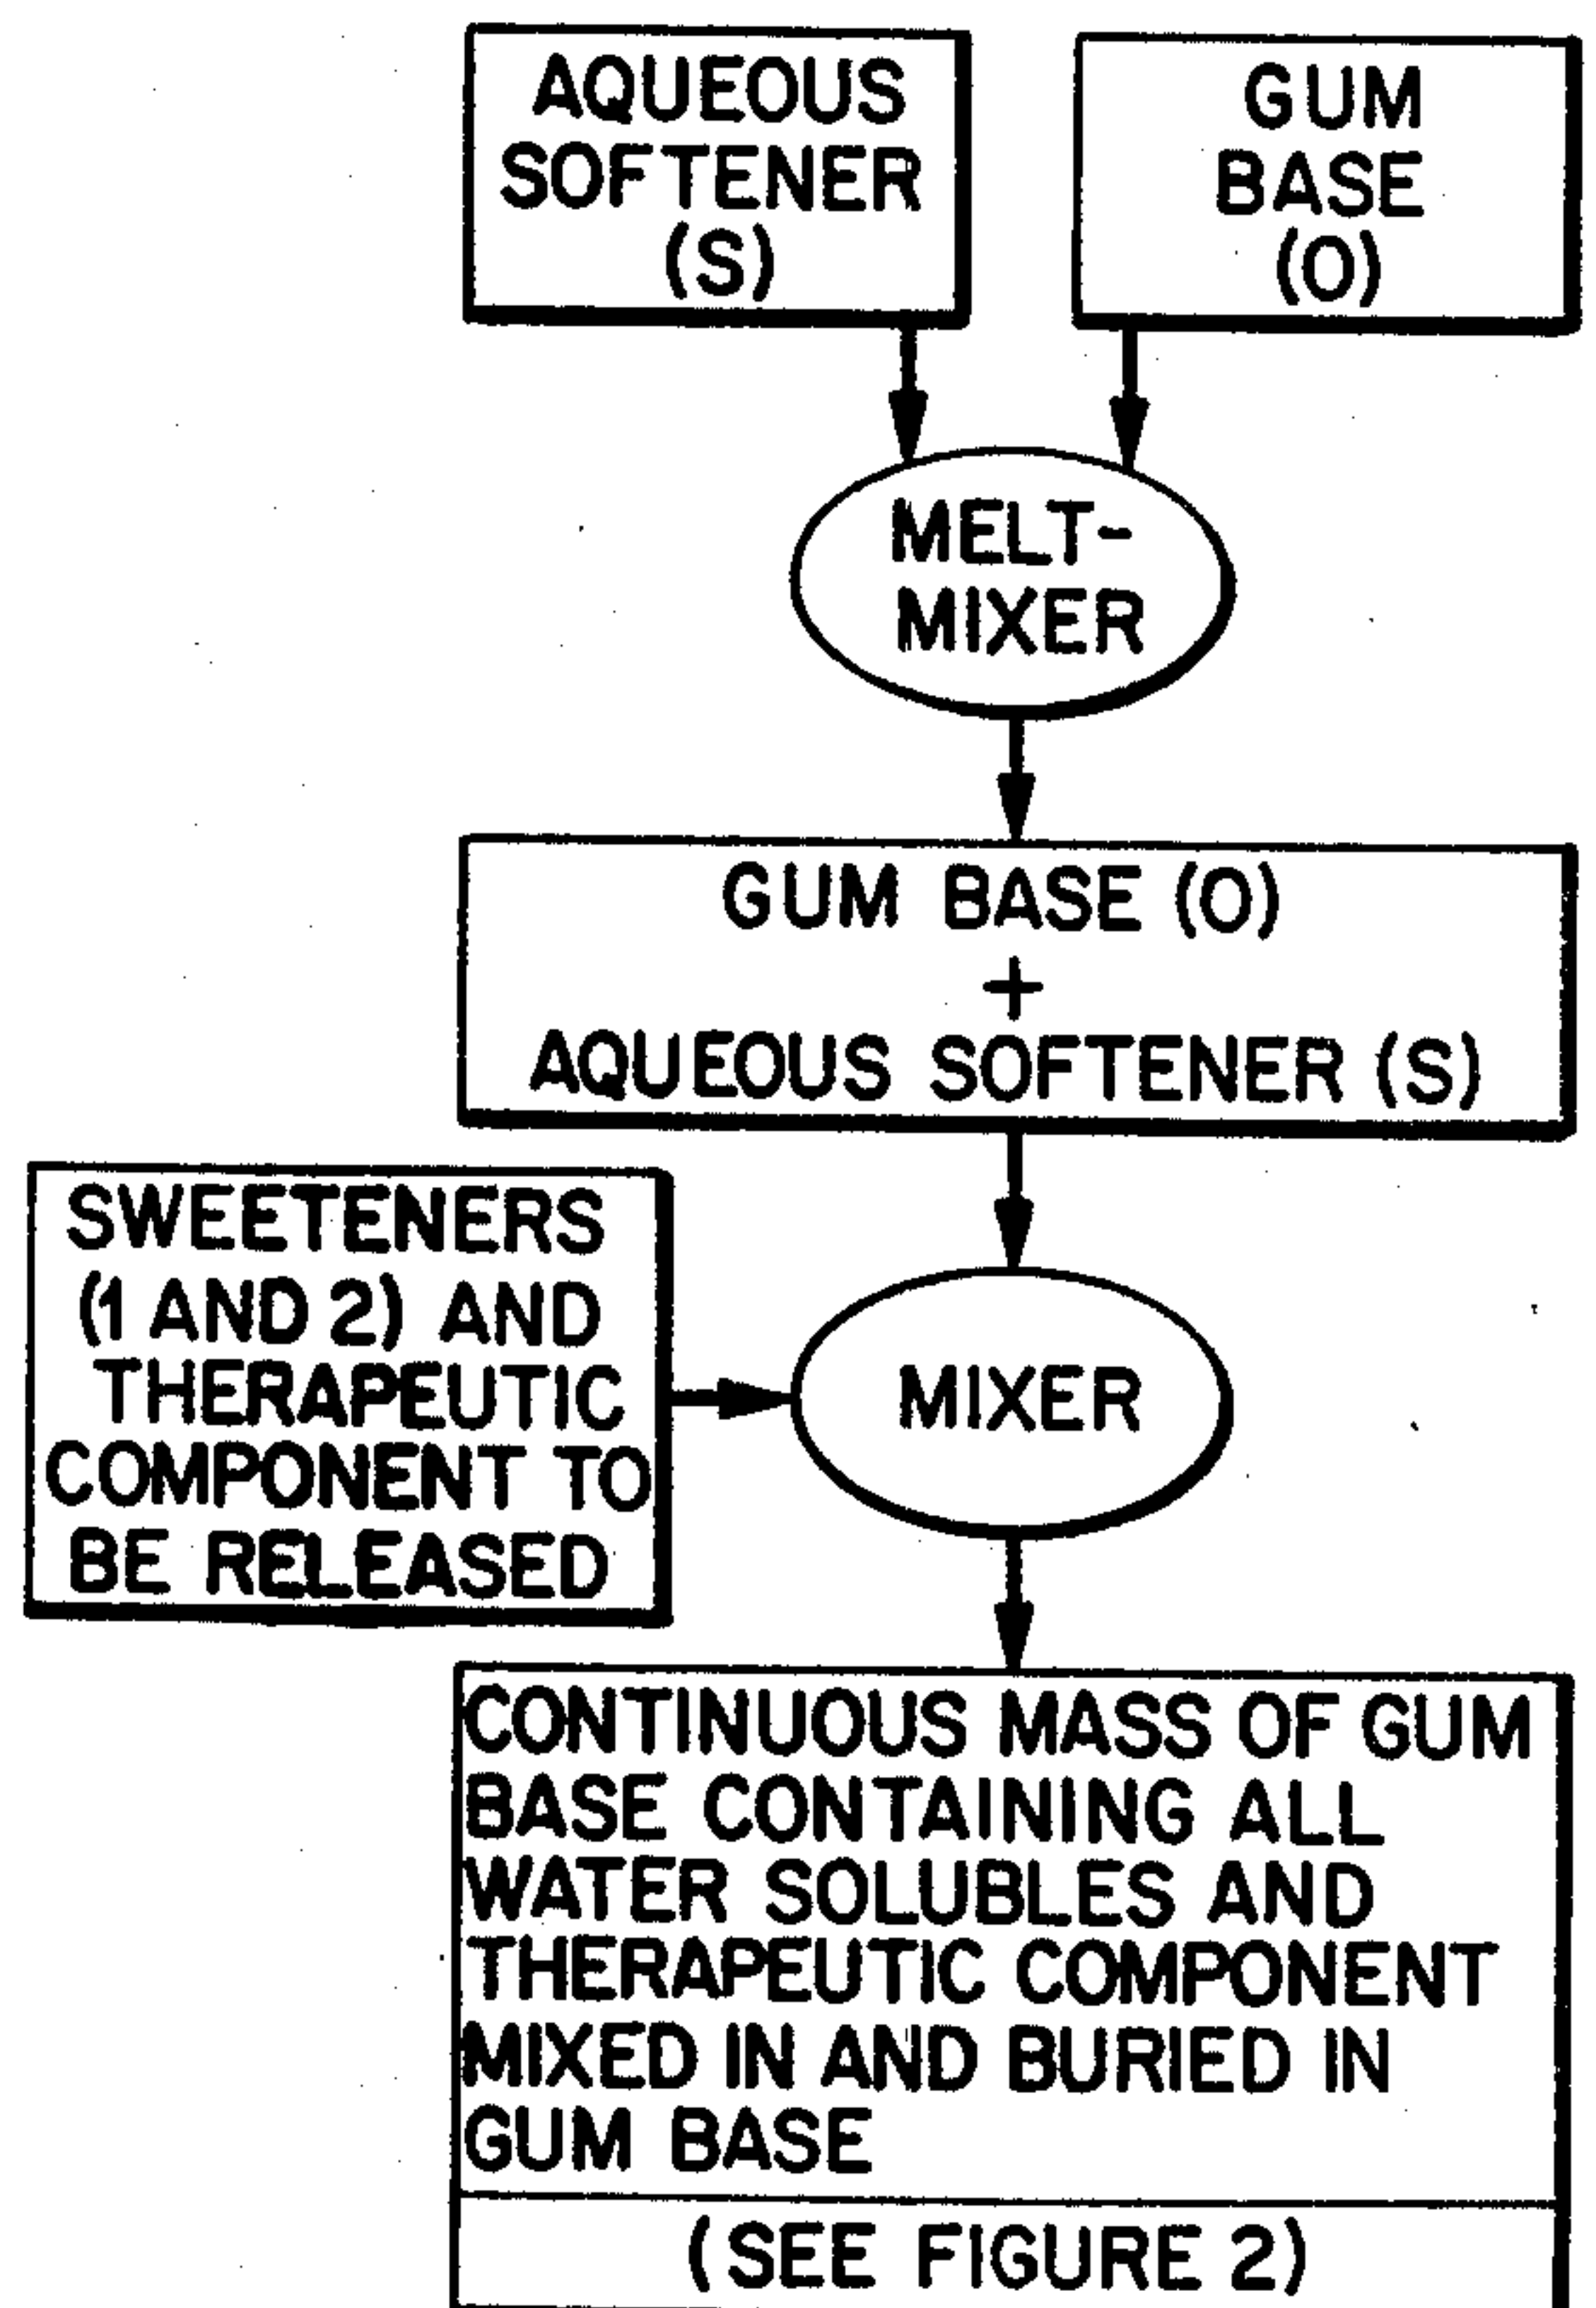 AQUEOUS
SOFTENER
(S)
GUM
BASE
(O)
MELT-
MIXER
GUM BASE (O)
+
AQUEOUS SOFTENER (S)
SWEETENERS
(1 AND 2) AND
THERAPEUTIC
COMPONENT TO
BE RELEASED
MIXER
CONTINUOUS MASS OF GUM
BASE CONTAINING ALL
WATER SOLUBLES AND
THERAPEUTIC COMPONENT
MIXED IN AND BURIED IN
GUM BASE
(SEE FIGURE 2)